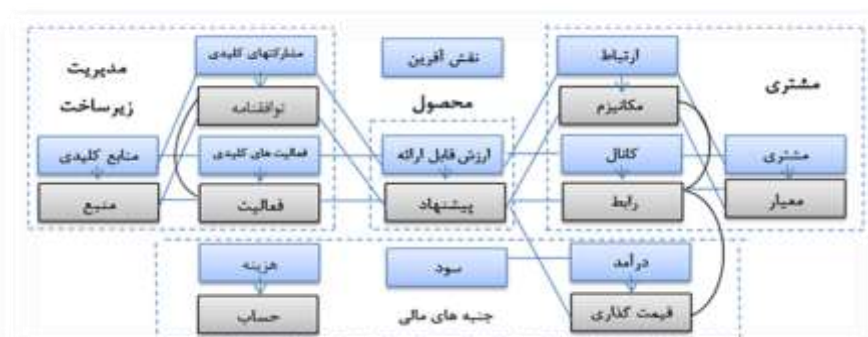 مشتری
ارتباط
نقش آفرین
مشارکتهای کلیدی
مدیریت
زیرساخت
مکانیزم
محصول
توافقنامه
مشتری
کانال
ارزش قابل ارائه
فعالیت های کلیدی
منابع کلیدی
معیار
رابط
پیشنهاد
فعالیت
منبع
درآمد
سود
هزینه
قیمت گذاری
جنبه های مالی
حساب